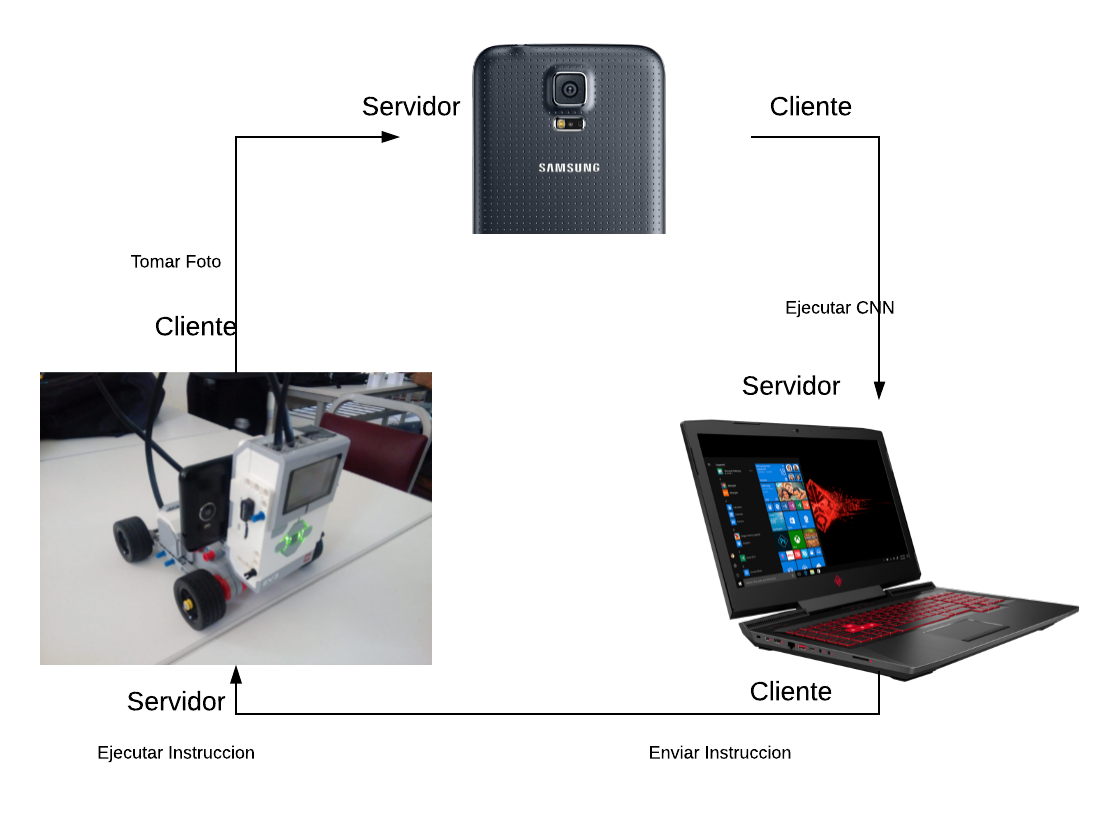 Servidor
Cliente
SAMSUNG
Tomar Foto
Ejecutar CNN
Cliente
Servidor
Servidor
Cliente
Ejecutar Instruccion
Enviar Instruccion